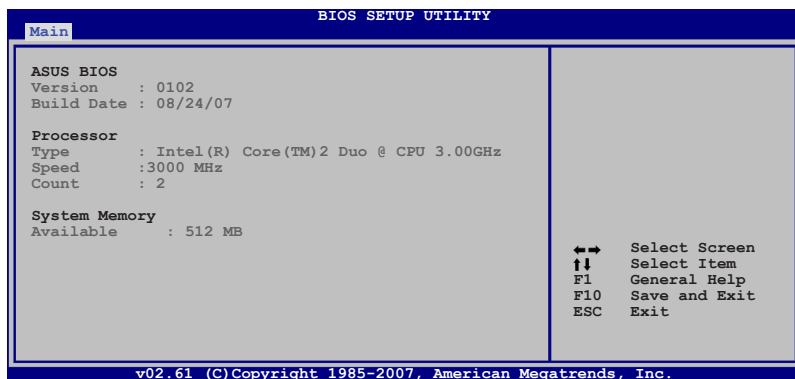 BIOS SETUP UTILITY
Main
ASUS BIOS
Version : 0102
Build Date : 08/24/07
Processor
Type : Intel(R) Core(TM)2 Duo @ CPU 3.00GHz
Speed :3000 MHz
Count : 2
System Memory
Available : 512 MB
←→ Select Screen
↑↓ Select Item
F1 General Help
F10 Save and Exit
ESC Exit
v02.61 (C)Copyright 1985-2007, American Megatrends, Inc.